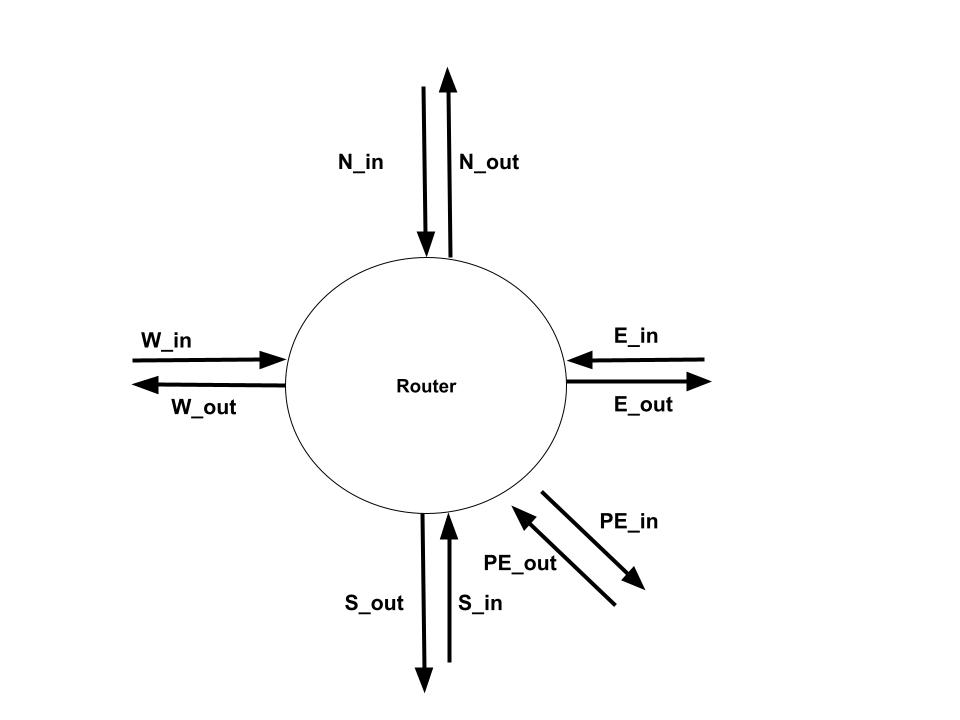 N_in
N_out
W_in
E_in
Router
W_out
E_out
PE_in
PE_out
S_out
S_in